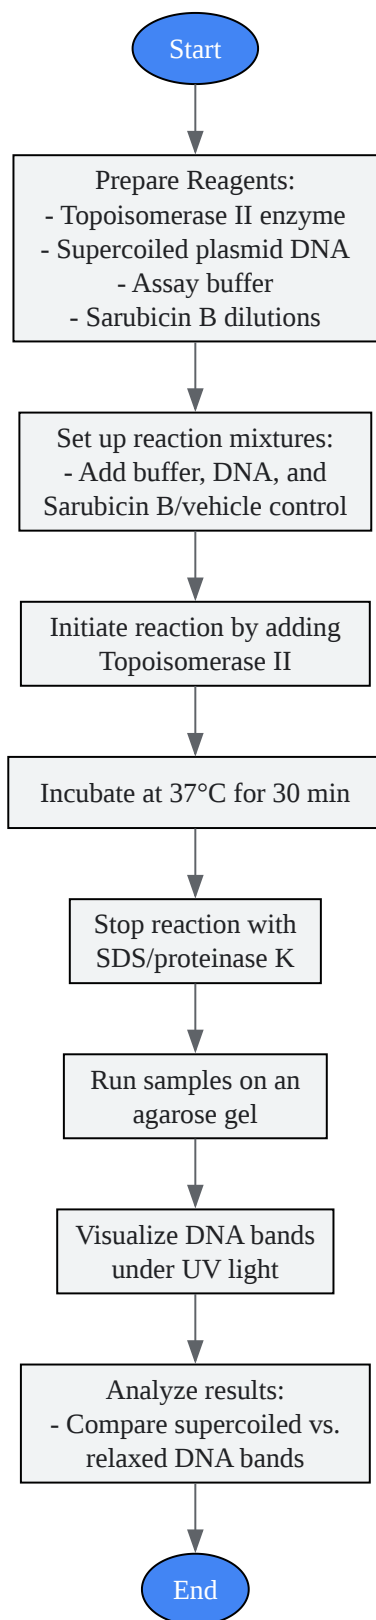 Start
Prepare Reagents:
- Topoisomerase II enzyme
- Supercoiled plasmid DNA
- Assay buffer
- Sarubicin B dilutions
Set up reaction mixtures:
- Add buffer, DNA, and
Sarubicin B/vehicle control
Initiate reaction by adding
Topoisomerase II
Incubate at 37°C for 30 min
Stop reaction with
SDS/proteinase K
Run samples on an
agarose gel
Visualize DNA bands
under UV light
Analyze results:
- Compare supercoiled vs.
relaxed DNA bands
End